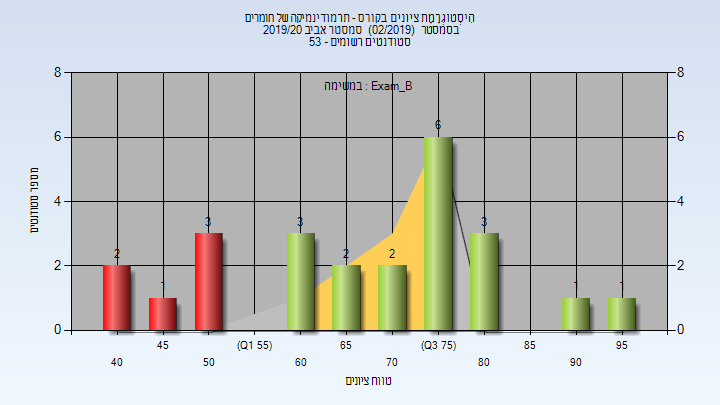 היסטוגרמת ציונים בקורס - תרמודינמיקה של חומרים
בסמסטר (02/2019) סמסטר אביב 2019/20
סטודנטים רשומים - 53
במשימה : Exam_B
מספר סטודנטים
8 8
6 6
4 4
2 2
0 0
2 1 3 3 2 2 6 3 1 1
45 (Q1 55) 65 (Q3 75) 85 95
40 50 60 70 80 90
טווח ציונים